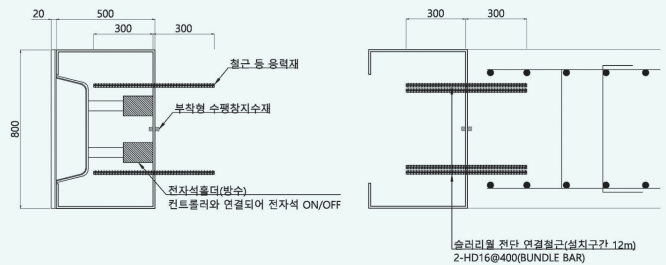 20
500
300
300
800
철근 등 응력재
부착형 수팽창지수재
전자석홀더(방수)
컨트롤러와 연결되어 전자석 ON/OFF
300
300
슬러리월 전단 연결철근(설치구간 12m)
2-HD16@400(BUNDLE BAR)